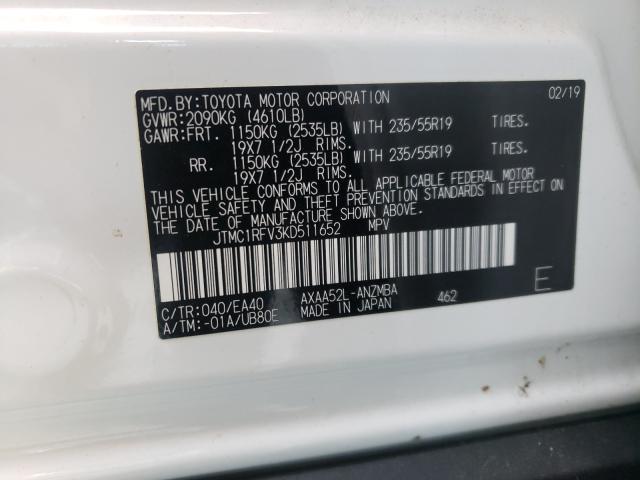 MFD. BY: TOYOTA MOTOR CORPORATION 02/19
GVWR: 2090KG (4610LB)
GAWR: FRT. 1150KG (2535LB) WITH 235/55R19 TIRES.
19X7 1/2J RIMS.
RR. 1150KG (2535LB) WITH 235/55R19 TIRES.
19X7 1/2J RIMS.
THIS VEHICLE CONFORMS TO ALL APPLICABLE FEDERAL MOTOR
VEHICLE SAFETY AND THEFT PREVENTION STANDARDS IN EFFECT ON
THE DATE OF MANUFACTURE SHOWN ABOVE.
JTMC1RFV3KD511652 MPV
C/TR: 040/EA40 AXAA52L-ANZMBA 462 E
A/TM: -01A/UB80E MADE IN JAPAN